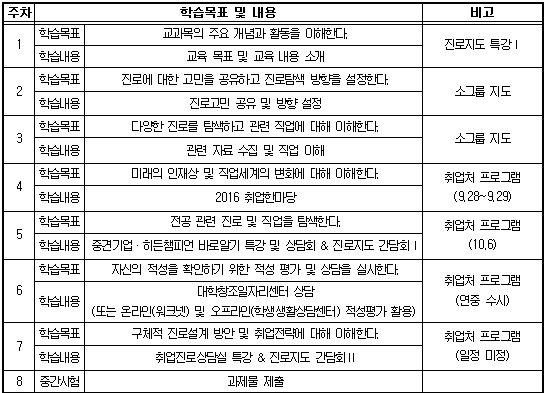 주차 학습목표 및 내용 비고
1 학습목표 교과목의 주요 개념과 활동을 이해한다. 진로지도 특강 I
학습내용 교육 목표 및 교육 내용 소개
2 학습목표 진로에 대한 고민을 공유하고 진로탐색 방향을 설정한다. 소그룹 지도
학습내용 진로고민 공유 및 방향 설정
3 학습목표 다양한 진로를 탐색하고 관련 직업에 대해 이해한다. 소그룹 지도
학습내용 관련 자료 수집 및 직업 이해
4 학습목표 미래의 인재상 및 직업세계의 변화에 대해 이해한다. 취업처 프로그램
학습내용 2016 취업한마당 (9.28~9.29)
5 학습목표 전공 관련 진로 및 직업을 탐색한다. 취업처 프로그램
학습내용 중견기업·히든챔피언 바로알기 특강 및 상담회 & 진로지도 간담회 I (10.6)
6 학습목표 자신의 적성을 확인하기 위한 적성 평가 및 상담을 실시한다. 취업처 프로그램
학습내용 대학창조일자리센터 상담 (연중 수시)
(또는 온라인(워크넷) 및 오프라인(학생생활상담센터) 적성평가 활용)
7 학습목표 구체적 진로설계 방안 및 취업전략에 대해 이해한다. 취업처 프로그램
학습내용 취업진로상담실 특강 & 진로지도 간담회 II (일정 미정)
8 중간시험 과제물 제출